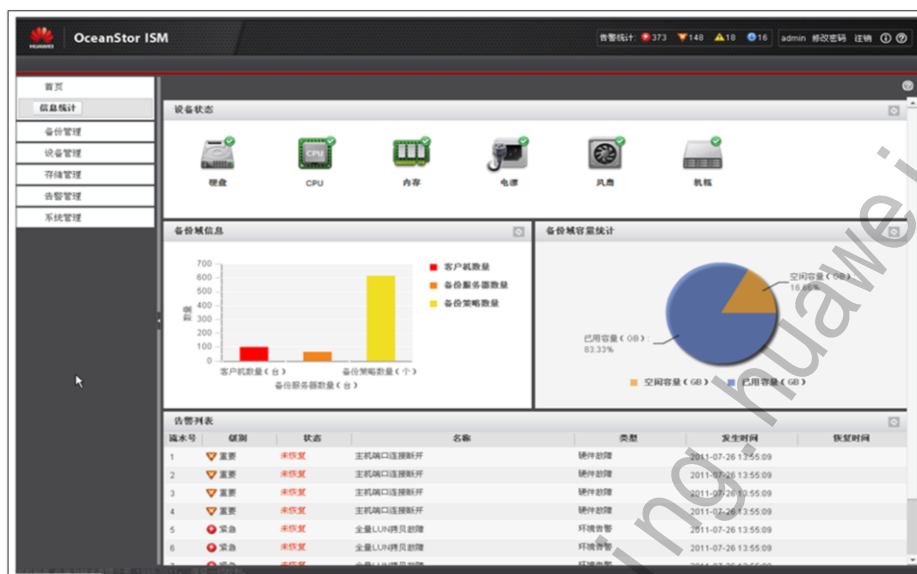 HUAWEI OceanStor ISM 告警统计: 373 148 18 16 admin 修改密码 注销
首页
信息统计
备份管理
设备管理
存储管理
告警管理
系统管理
设备状态
硬盘 CPU 内存 电源 风扇 机框
备份域信息
700
600
500
400
300
200
100
0
数量
客户机数量(台) 备份策略数量(个)
备份服务器数量(台)
客户机数量
备份服务器数量
备份策略数量
备份域容量统计
空闲容量(GB):
16.66%
已用容量(GB):
83.33%
空闲容量(GB) 已用容量(GB)
告警列表
流水号 级别 状态 名称 类型 发生时间 恢复时间
1 重要 未恢复 主机端口连接断开 硬件故障 2011-07-26 13:55:09
2 重要 未恢复 主机端口连接断开 硬件故障 2011-07-26 13:55:09
3 重要 未恢复 主机端口连接断开 硬件故障 2011-07-26 13:55:09
4 重要 未恢复 主机端口连接断开 硬件故障 2011-07-26 13:55:09
5 紧急 未恢复 全量LUN拷贝故障 环境告警 2011-07-26 13:55:09
6 紧急 未恢复 全量LUN拷贝故障 环境告警 2011-07-26 13:55:09
ing.huawei